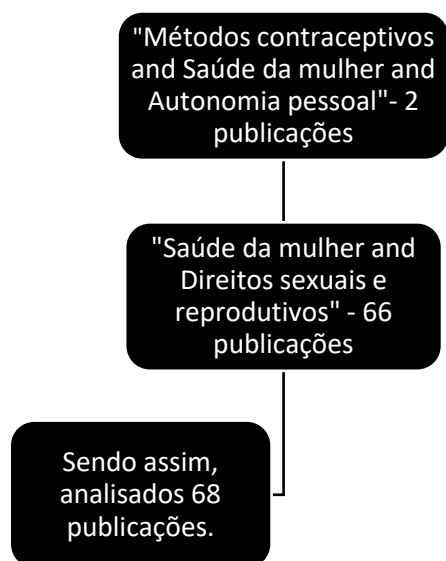 "Métodos contraceptivos
and Saúde da mulher and
Autonomia pessoal"- 2
publicações
"Saúde da mulher and
Direitos sexuais e
reprodutivos" - 66
publicações
Sendo assim,
analisados 68
publicações.